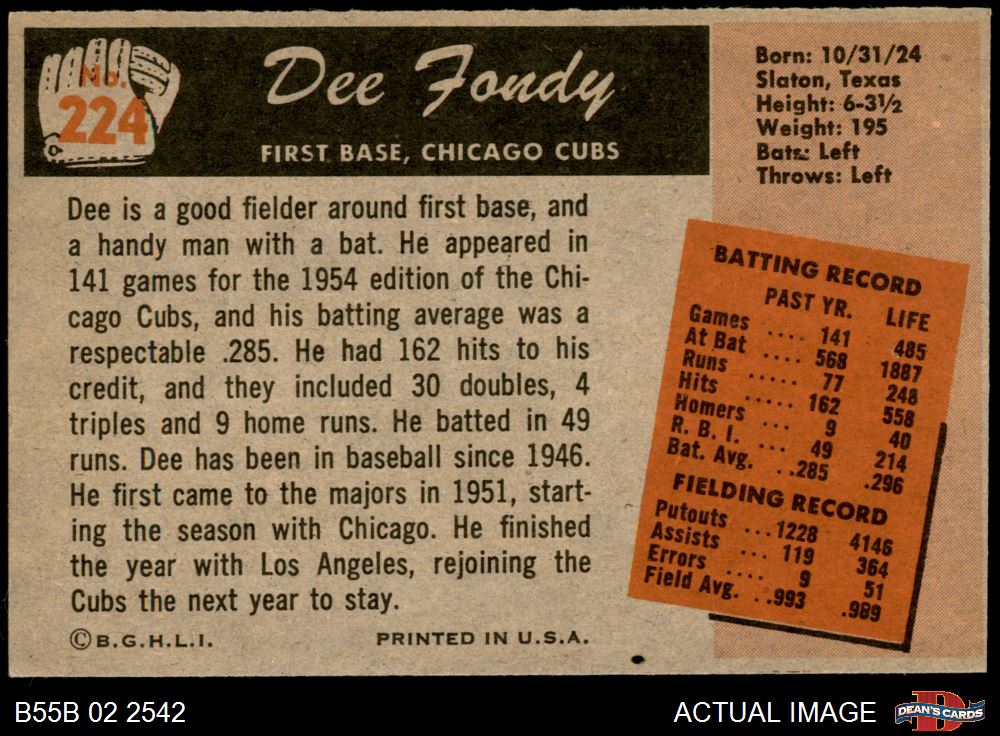 No.
224
Dee Fondy
FIRST BASE, CHICAGO CUBS
Dee is a good fielder around first base, and
a handy man with a bat. He appeared in
141 games for the 1954 edition of the Chi-
cago Cubs, and his batting average was a
respectable .285. He had 162 hits to his
credit, and they included 30 doubles, 4
triples and 9 home runs. He batted in 49
runs. Dee has been in baseball since 1946.
He first came to the majors in 1951, start-
ing the season with Chicago. He finished
the year with Los Angeles, rejoining the
Cubs the next year to stay.
© B.G.H.L.I. PRINTED IN U.S.A.
Born: 10/31/24
Slaton, Texas
Height: 6-3½
Weight: 195
Bats: Left
Throws: Left
BATTING RECORD
PAST YR. LIFE
Games .... 141 485
At Bat .... 568 1887
Runs ..... 77 248
Hits ..... 162 558
Homers ... 9 40
R. B. I. ... 49 214
Bat. Avg. ..285 .296
FIELDING RECORD
Putouts ...1228 4146
Assists ... 119 364
Errors .... 9 51
Field Avg. ..993 .989
B55B 02 2542 ACTUAL IMAGE DEAN'S CARDS